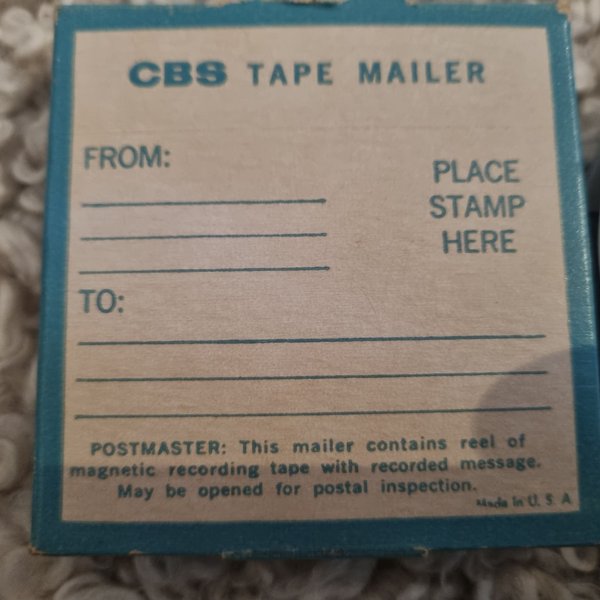 CBS TAPE MAILER
FROM:
PLACE
STAMP
HERE
TO:
POSTMASTER: This mailer contains reel of
magnetic recording tape with recorded message.
May be opened for postal inspection.
Made in U. S. A